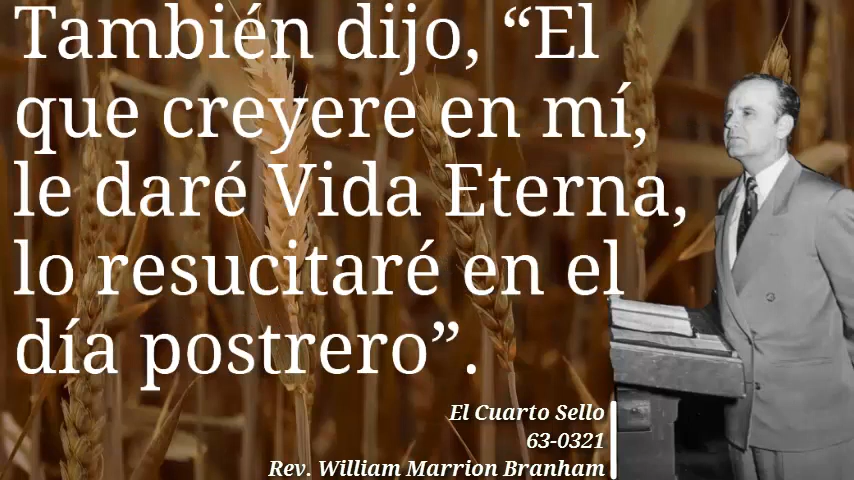 También dijo, “El
que creyere en mí,
le daré Vida Eterna,
lo resucitaré en el
día postrero”.
El Cuarto Sello
63-0321
Rev. William Marrion Branham